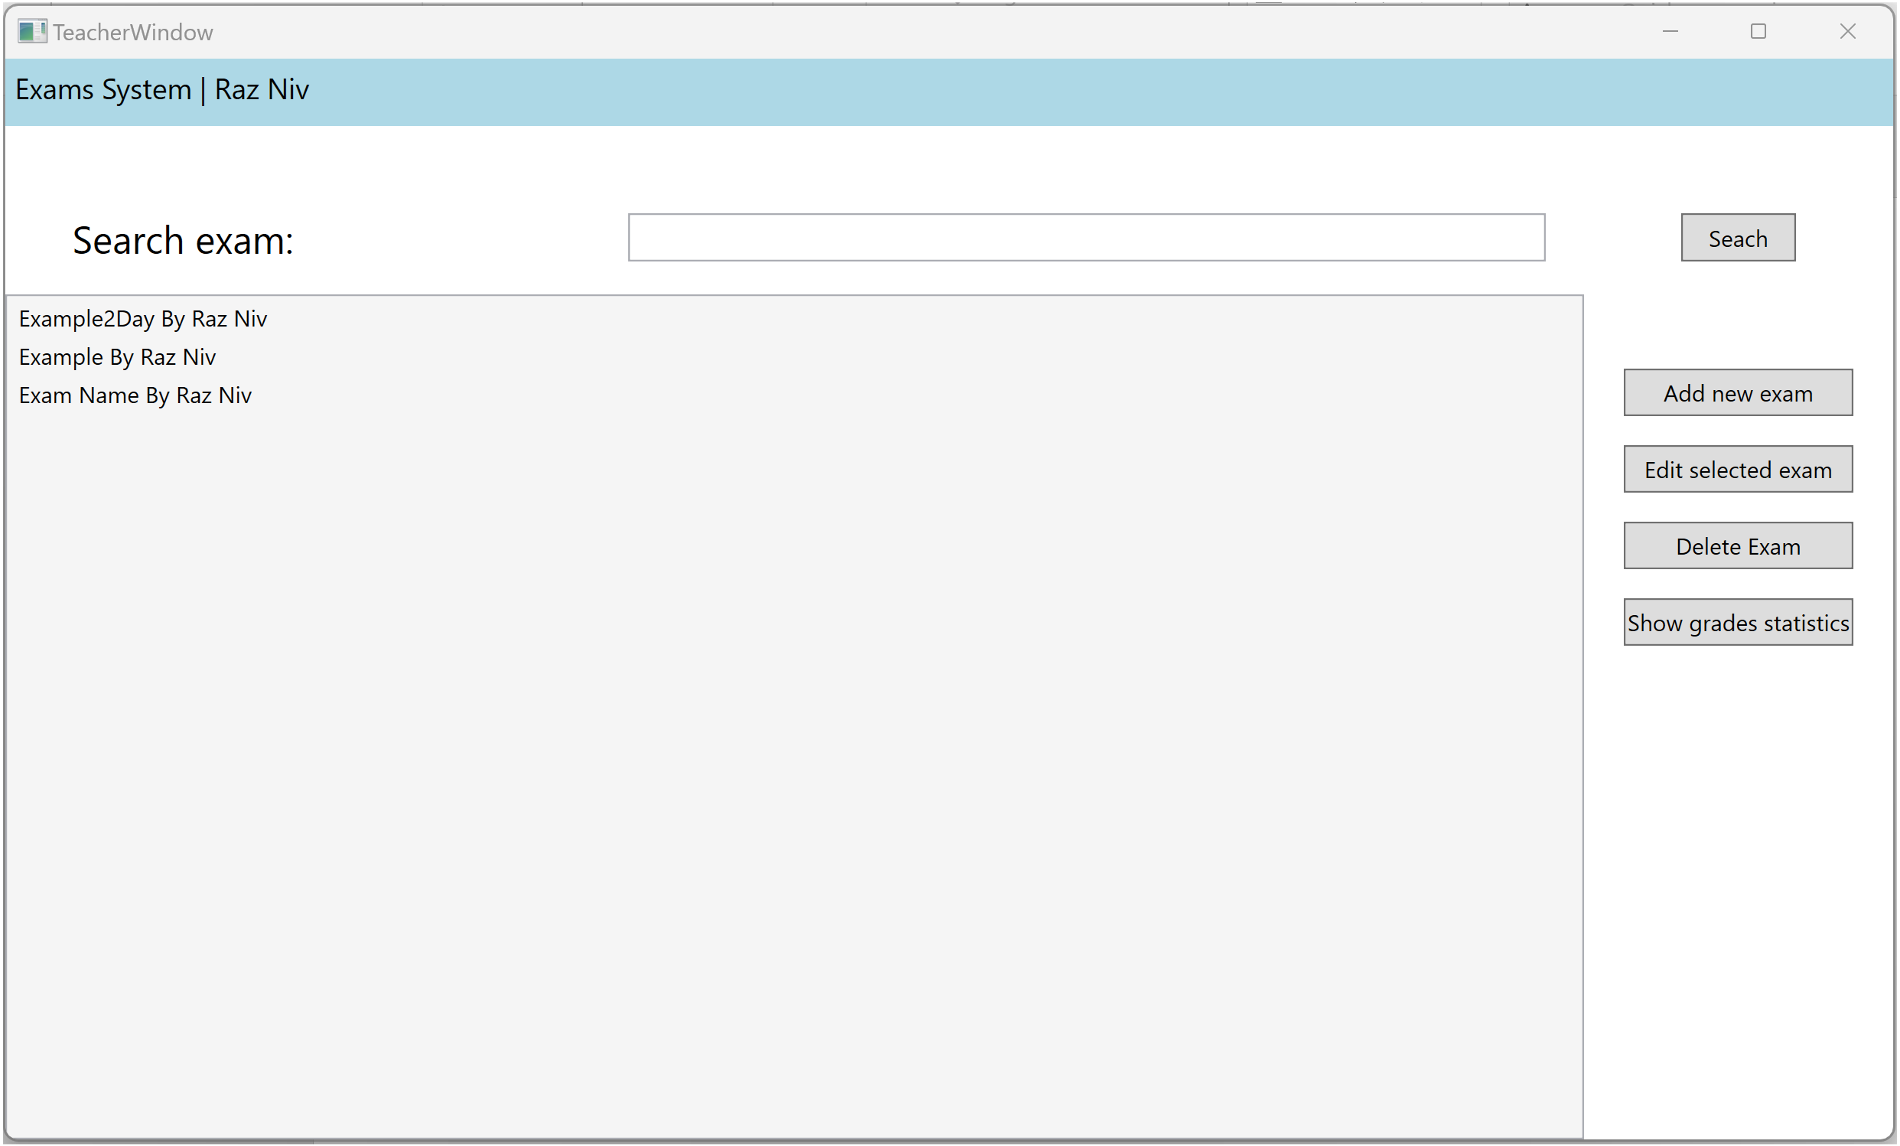 TeacherWindow
Exams System | Raz Niv
Search exam:
Seach
Example2Day By Raz Niv
Example By Raz Niv
Exam Name By Raz Niv
Add new exam
Edit selected exam
Delete Exam
Show grades statistics